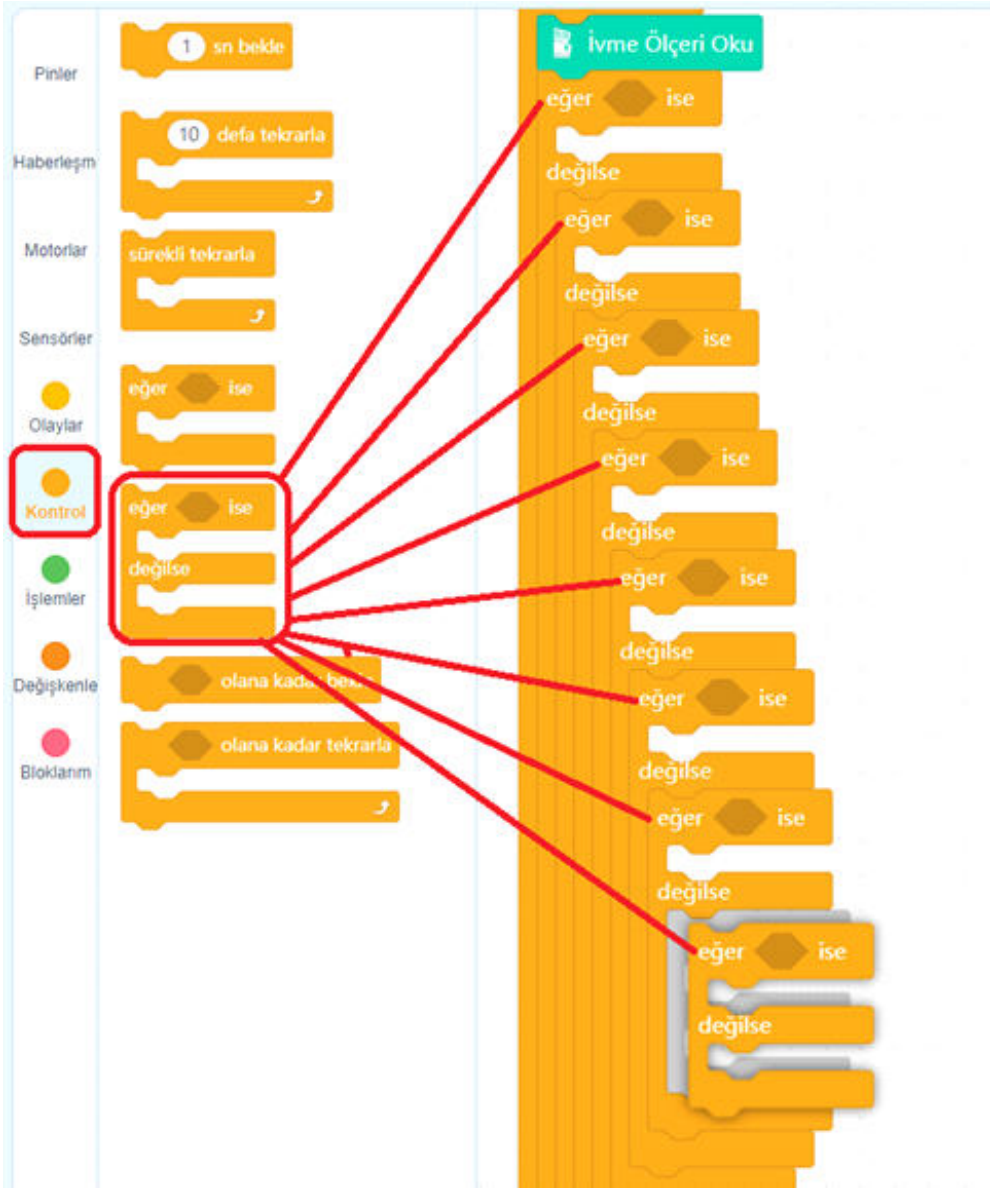 Pinler
Haberleşm
Motorlar
Sensörler
Olaylar
Kontrol
İşlemler
Değişkenle
Bloklarım
1 sn bekle
10 defa tekrarla
sürekli tekrarla
eğer ise
eğer ise
değilse
olana kadar bekle
olana kadar tekrarla
İvme Ölçeri Oku
eğer ise
değilse
eğer ise
değilse
eğer ise
değilse
eğer ise
değilse
eğer ise
değilse
eğer ise
değilse
eğer ise
değilse
eğer ise
değilse